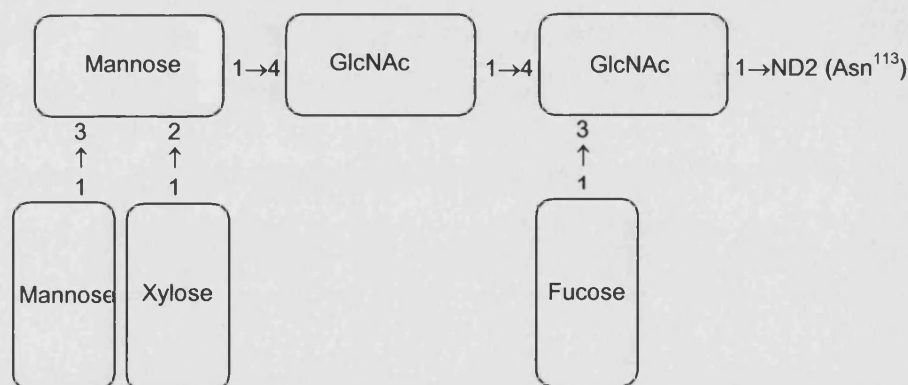 Mannose 1→4 GlcNAc 1→4 GlcNAc 1→ND2 (Asn¹¹³)
3 2 3
↑ ↑ ↑
1 1 1
Mannose Xylose Fucose